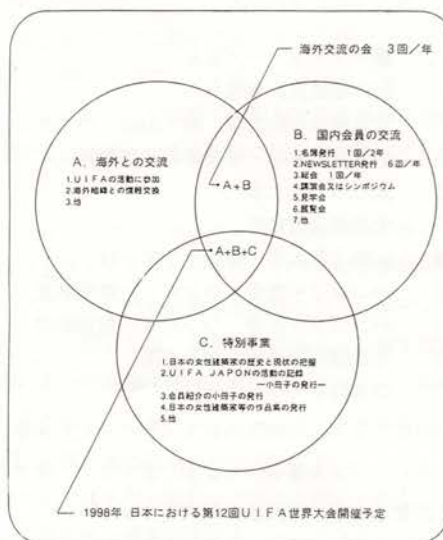 海外交流の会 3回/年
A. 海外との交流
1.UIFAの活動に参加
2.海外組織との情報交換
3.他
B. 国内会員の交流
1.名簿発行 1回/2年
2.NEWSLETTER発行 6回/年
3.総会 1回/年
4.講演会又はシンポジウム
5.見学会
6.展覧会
7.他
A+B
A+B+C
C. 特別事業
1.日本の女性建築家の歴史と現状の把握
2.UIFA JAPONの活動の記録
ー小冊子の発行ー
3.会員紹介の小冊子の発行
4.日本の女性建築家等の作品集の発行
5.他
1998年 日本における第12回UIFA世界大会開催予定